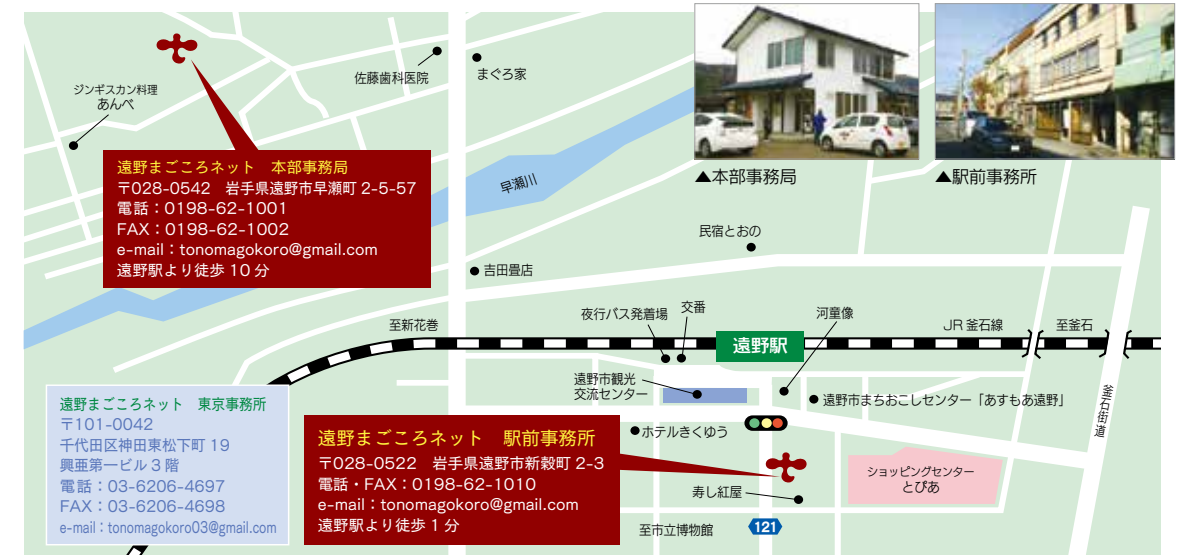 佐藤歯科医院
まぐろ家
ジンギスカン料理
あんべ
遠野まごころネット　本部事務局
〒028-0542　岩手県遠野市早瀬町 2-5-57
電話：0198-62-1001
FAX：0198-62-1002
e-mail：tonomagokoro@gmail.com
遠野駅より徒歩 10 分
早瀬川
▲本部事務局
▲駅前事務所
民宿とおの
吉田畳店
至新花巻
夜行バス発着場
交番
遠野駅
河童像
JR 釜石線
至釜石
釜石街道
遠野市観光
交流センター
遠野市まちおこしセンター「あすもあ遠野」
ホテルきくゆう
遠野まごころネット　東京事務所
〒101-0042
千代田区神田東松下町 19
興亜第一ビル 3 階
電話：03-6206-4697
FAX：03-6206-4698
e-mail：tonomagokoro03@gmail.com
遠野まごころネット　駅前事務所
〒028-0522　岩手県遠野市新穀町 2-3
電話・FAX：0198-62-1010
e-mail：tonomagokoro@gmail.com
遠野駅より徒歩 1 分
ショッピングセンター
とぴあ
寿し紅屋
至市立博物館
121